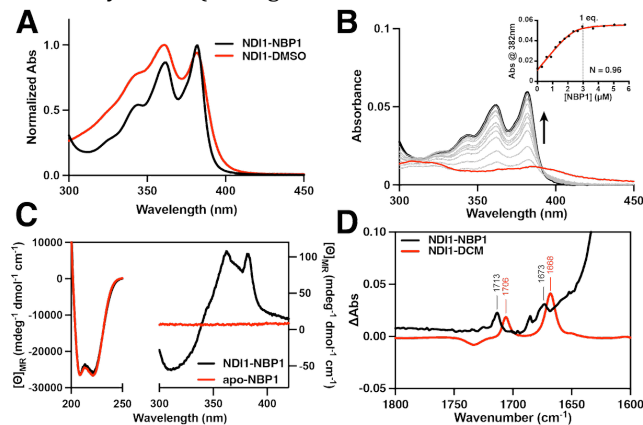 A
NDI1-NBP1
NDI1-DMSO
Normalized Abs
1.0
0.5
0.0
300
350
400
450
Wavelength (nm)
B
Absorbance
0.10
0.05
0.00
300
350
400
450
Wavelength (nm)
Abs @ 382nm
0.06
0.04
0.02
0.00
0
1
2
3
4
5
6
[NBP1] (μM)
1 eq.
N = 0.96
C
[Θ]MR (mdeg-1 dmol-1 cm-1)
10000
0
-10000
-20000
-30000
200
250
300
350
400
Wavelength (nm)
100
50
0
-50
[Θ]MR (mdeg-1 dmol-1 cm-1)
NDI1-NBP1
apo-NBP1
D
NDI1-NBP1
NDI1-DCM
ΔAbs
0.10
0.05
0.00
-0.05
1713
1706
1673
1668
1800
1750
1700
1650
1600
Wavenumber (cm-1)